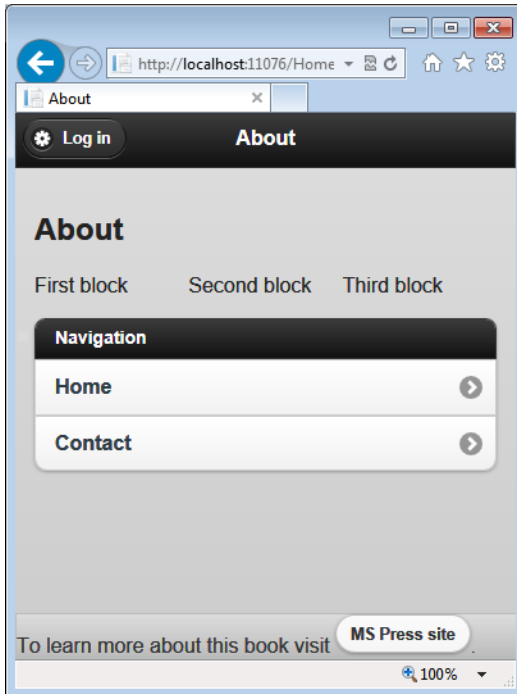 http://localhost:11076/Home
About
Log in
About
About
First block Second block Third block
Navigation
Home
Contact
To learn more about this book visit MS Press site .
100%